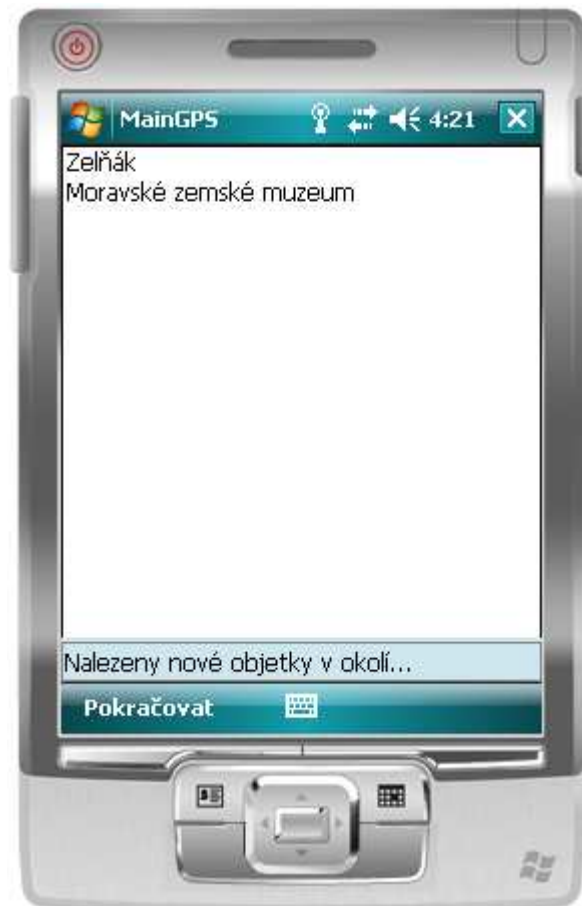 MainGPS 4:21
Zelňák
Moravské zemské muzeum
Nalezeny nové objetky v okolí...
Pokračovat